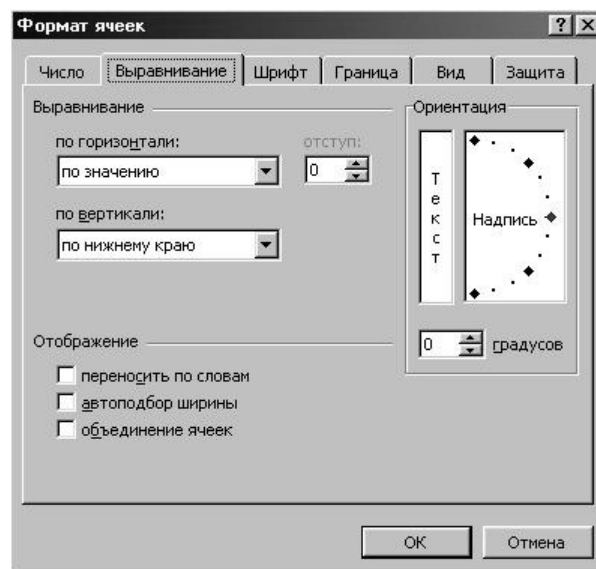 Формат ячеек
Число Выравнивание Шрифт Граница Вид Защита
Выравнивание
по горизонтали:
отступ:
по значению
0
по вертикали:
по нижнему краю
Ориентация
Текст
Надпись
0 градусов
Отображение
переносить по словам
автоподбор ширины
объединение ячеек
ОК Отмена